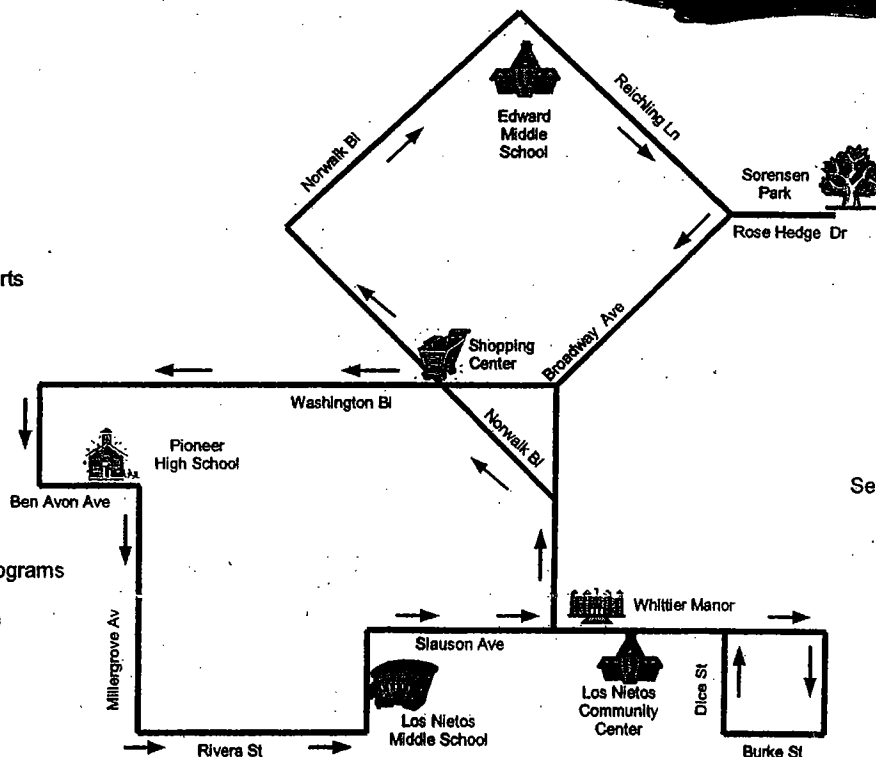 Edward
Middle
School
Norwalk Bl
Reichling Ln
Sorensen
Park
Rose Hedge Dr
rts
Shopping
Center
Broadway Ave
Washington Bl
Norwalk Bl
Pioneer
High School
Ben Avon Ave
Se
ograms
Whittier Manor
Slauson Ave
Millergrove Av
Los Nietos
Middle School
Los Nietos
Community
Center
Dice St
Rivera St
Burke St